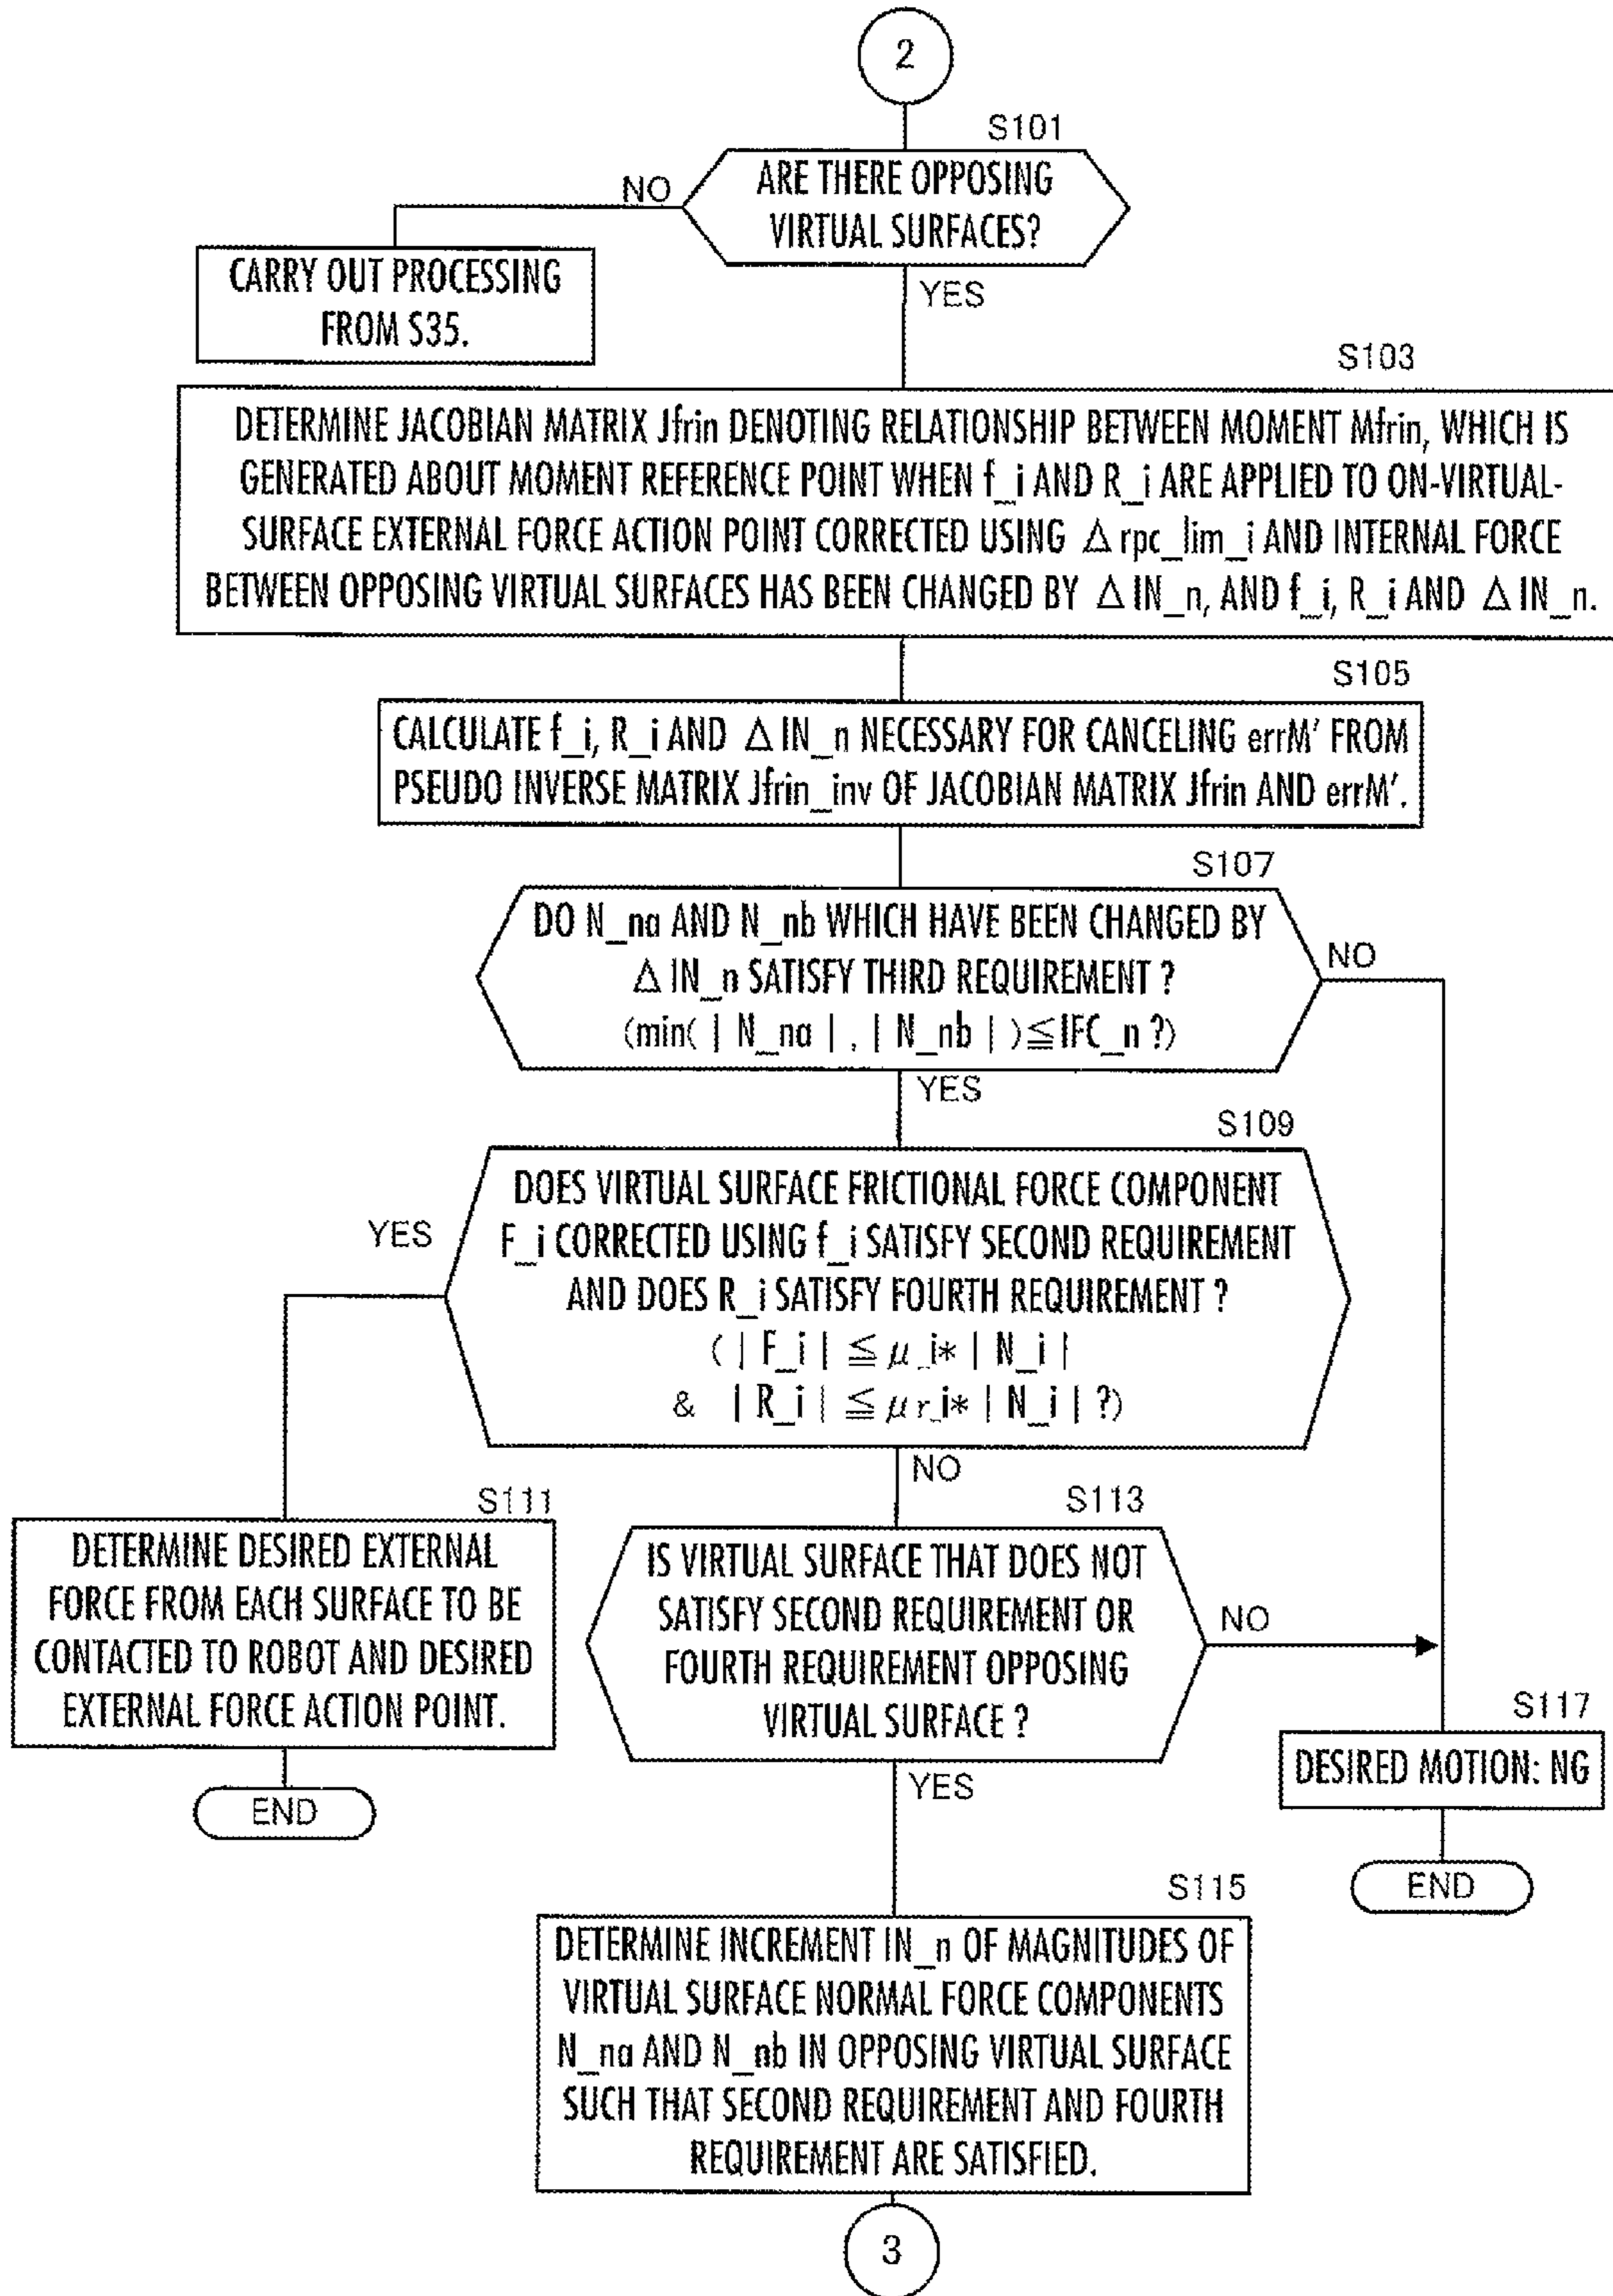 2
S101
ARE THERE OPPOSING
VIRTUAL SURFACES?
NO
CARRY OUT PROCESSING
FROM S35.
YES
S103
DETERMINE JACOBIAN MATRIX Jfrin DENOTING RELATIONSHIP BETWEEN MOMENT Mfrin, WHICH IS
GENERATED ABOUT MOMENT REFERENCE POINT WHEN f_i AND R_i ARE APPLIED TO ON-VIRTUAL-
SURFACE EXTERNAL FORCE ACTION POINT CORRECTED USING △rpc_lim_i AND INTERNAL FORCE
BETWEEN OPPOSING VIRTUAL SURFACES HAS BEEN CHANGED BY △IN_n, AND f_i, R_i AND △IN_n.
S105
CALCULATE f_i, R_i AND △IN_n NECESSARY FOR CANCELING errM' FROM
PSEUDO INVERSE MATRIX Jfrin_inv OF JACOBIAN MATRIX Jfrin AND errM'.
S107
DO N_na AND N_nb WHICH HAVE BEEN CHANGED BY
△IN_n SATISFY THIRD REQUIREMENT ?
(min( | N_na | , | N_nb | )≦IFC_n ?)
NO
YES
S109
DOES VIRTUAL SURFACE FRICTIONAL FORCE COMPONENT
F_i CORRECTED USING f_i SATISFY SECOND REQUIREMENT
AND DOES R_i SATISFY FOURTH REQUIREMENT ?
( | F_i | ≦ μ_i* | N_i |
& | R_i | ≦ μr_i* | N_i | ?)
YES
NO
S111
DETERMINE DESIRED EXTERNAL
FORCE FROM EACH SURFACE TO BE
CONTACTED TO ROBOT AND DESIRED
EXTERNAL FORCE ACTION POINT.
END
S113
IS VIRTUAL SURFACE THAT DOES NOT
SATISFY SECOND REQUIREMENT OR
FOURTH REQUIREMENT OPPOSING
VIRTUAL SURFACE ?
NO
YES
S117
DESIRED MOTION: NG
END
S115
DETERMINE INCREMENT IN_n OF MAGNITUDES OF
VIRTUAL SURFACE NORMAL FORCE COMPONENTS
N_na AND N_nb IN OPPOSING VIRTUAL SURFACE
SUCH THAT SECOND REQUIREMENT AND FOURTH
REQUIREMENT ARE SATISFIED.
3